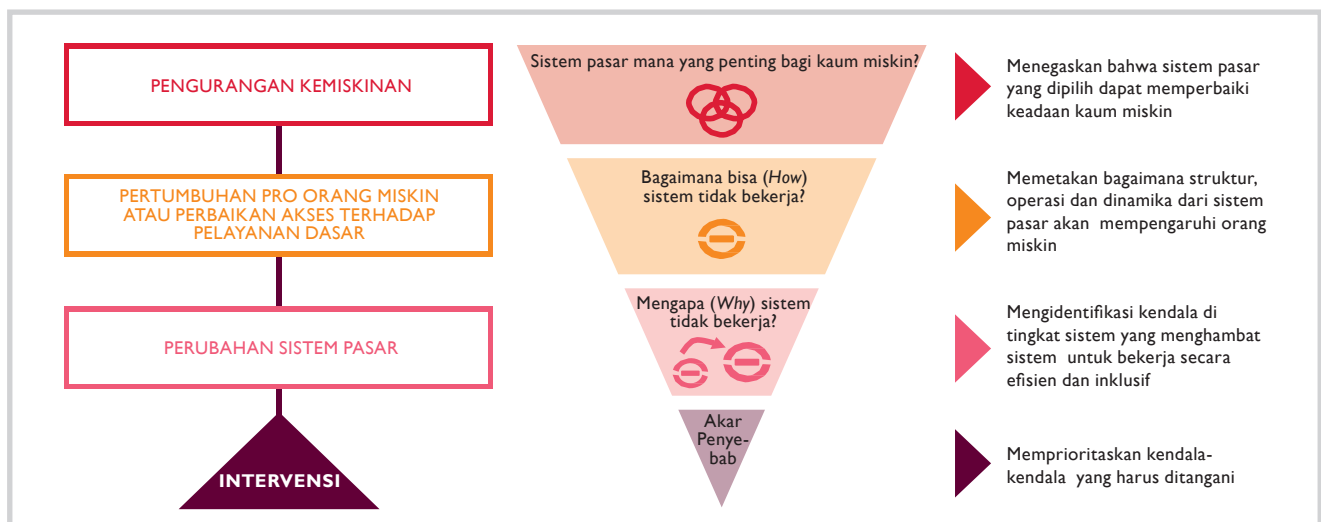 PENGURANGAN KEMISKINAN
Sistem pasar mana yang penting bagi kaum miskin?
Menegaskan bahwa sistem pasar
yang dipilih dapat memperbaiki
keadaan kaum miskin
PERTUMBUHAN PRO ORANG MISKIN
ATAU PERBAIKAN AKSES TERHADAP
PELAYANAN DASAR
Bagaimana bisa (How)
sistem tidak bekerja?
Memetakan bagaimana struktur,
operasi dan dinamika dari sistem
pasar akan mempengaruhi orang
miskin
PERUBAHAN SISTEM PASAR
Mengapa (Why) sistem
tidak bekerja?
Mengidentifikasi kendala di
tingkat sistem yang menghambat
sistem untuk bekerja secara
efisien dan inklusif
INTERVENSI
Akar
Penye-
bab
Memprioritaskan kendala-
kendala yang harus ditangani